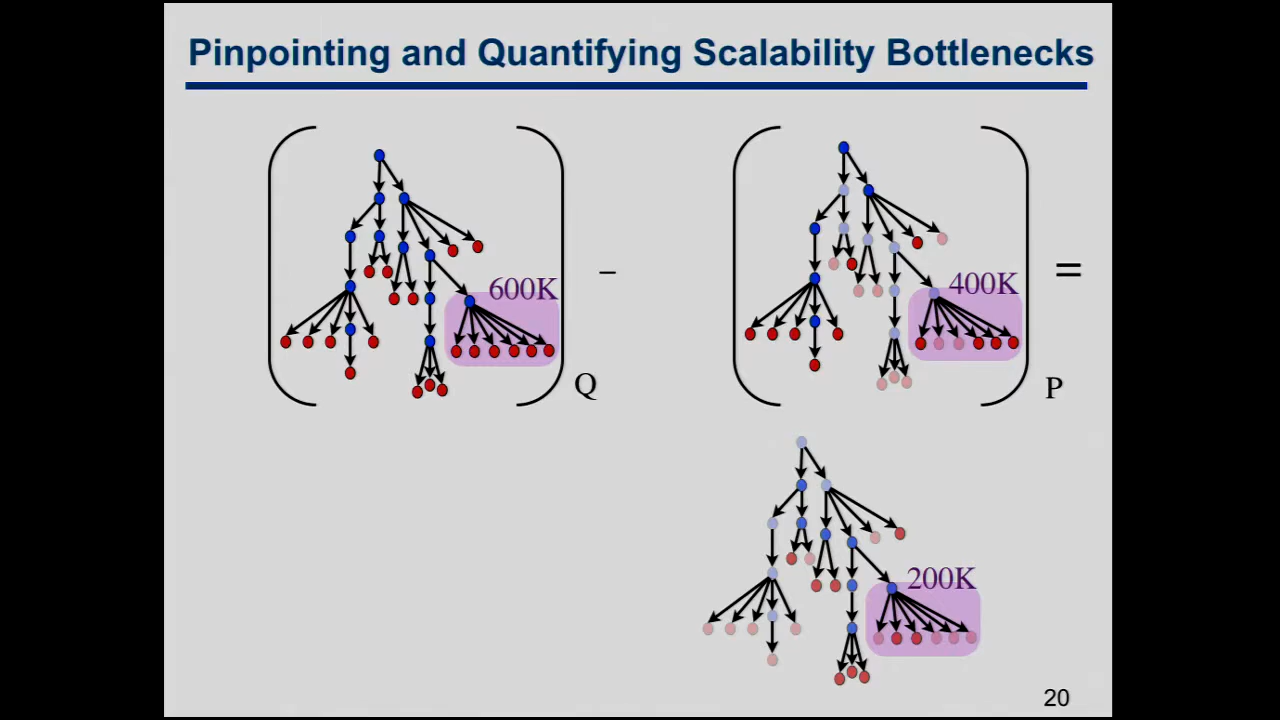 Pinpointing and Quantifying Scalability Bottlenecks
600K
400K
−
=
Q
P
200K
20